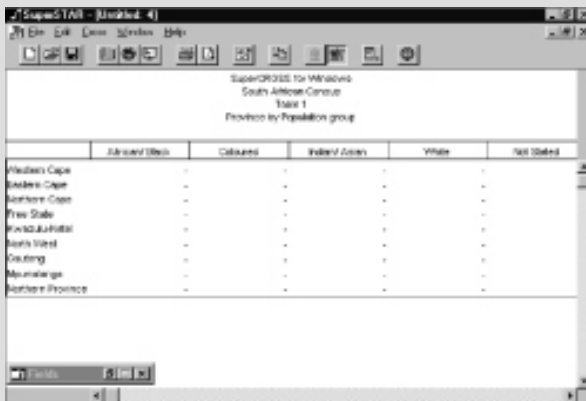 SuperSTAR - [Untitled: 4]
File Edit Cross Window Help
SuperCROSS for Windows
South African Census
Table 1
Province by Population group
African/ Black Coloured Indian/ Asian White Not Stated
Western Cape - - - -
Eastern Cape - - - -
Northern Cape - - - -
Free State - - - -
Kwazulu-Natal - - - -
North West - - - -
Gauteng - - - -
Mpumalanga - - - -
Northern Province - - - -
Fields